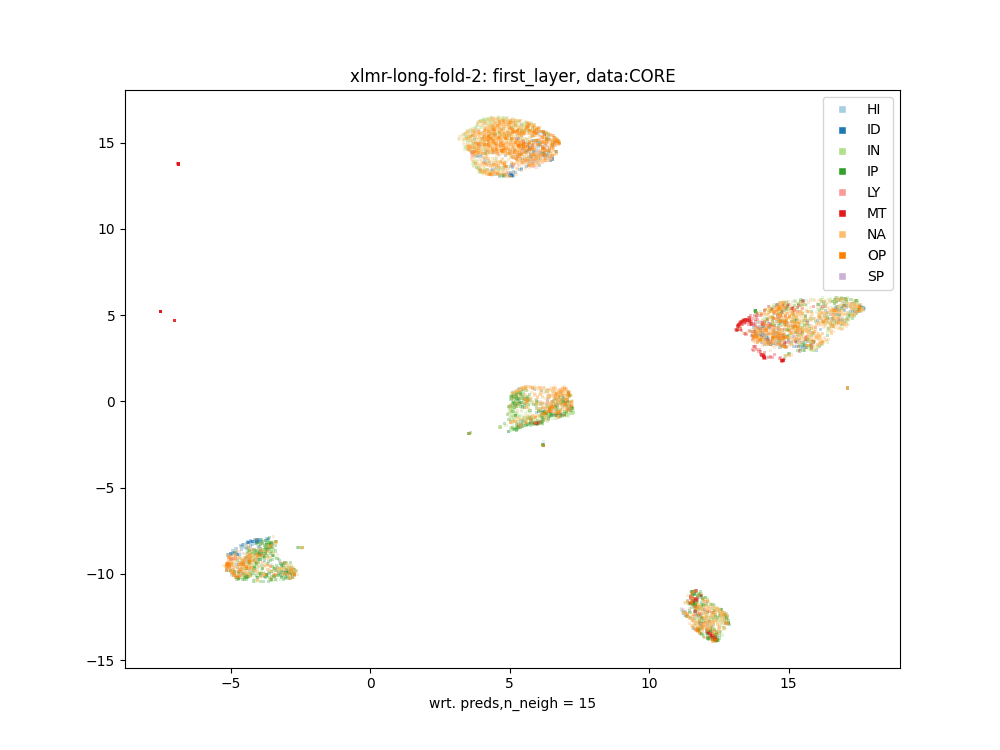 xlmr-long-fold-2: first_layer, data:CORE
HI
ID
IN
IP
LY
MT
NA
OP
SP
15
10
5
0
−5
−10
−15
−5 0 5 10 15
wrt. preds,n_neigh = 15